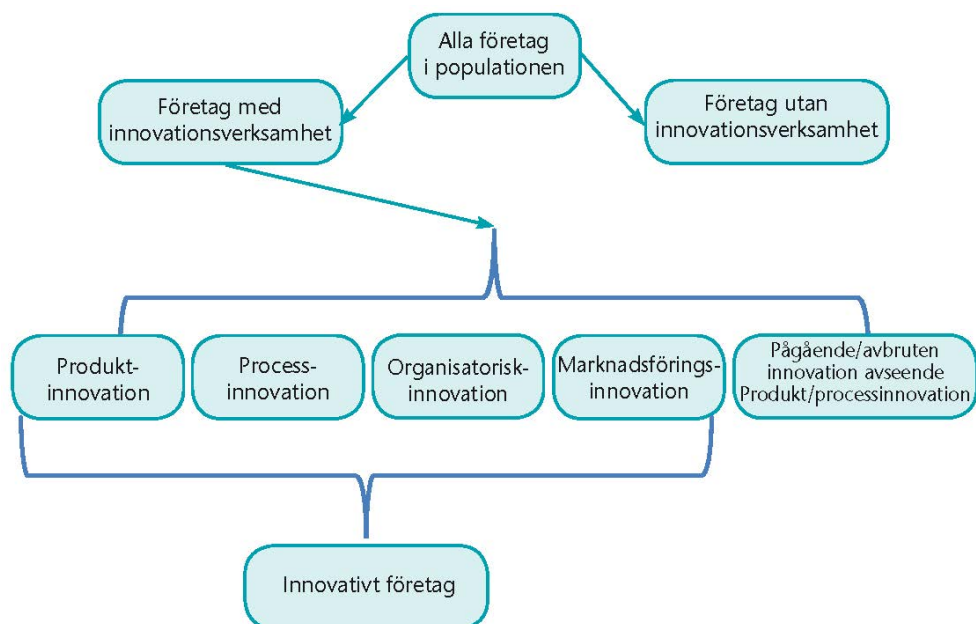 Alla företag
i populationen
Företag med
innovationsverksamhet
Företag utan
innovationsverksamhet
Produkt-
innovation
Process-
innovation
Organisatorisk-
innovation
Marknadsförings-
innovation
Pågående/avbruten
innovation avseende
Produkt/processinnovation
Innovativt företag